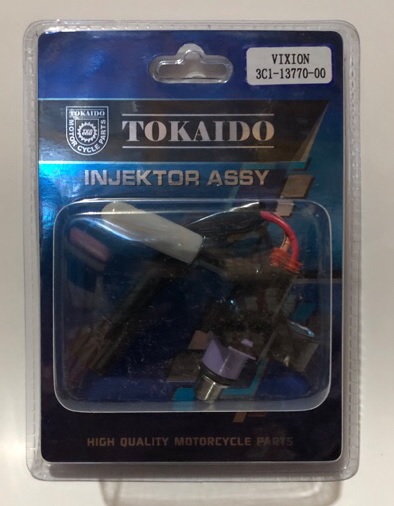 VIXION
3C1-13770-00
TOKAIDO
MOTOR CYCLE PARTS
TOKAIDO
INJEKTOR ASSY
HIGH QUALITY MOTORCYCLE PARTS